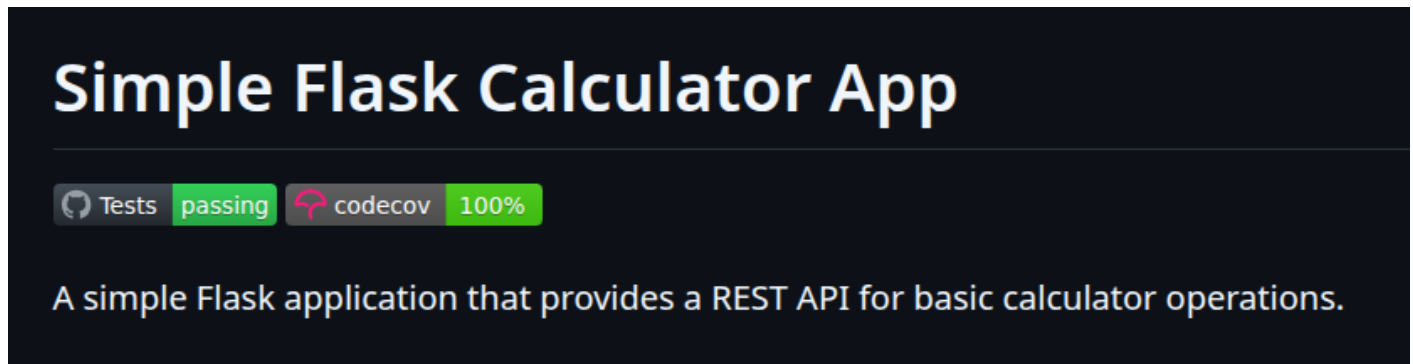 Simple Flask Calculator App
Tests passing codecov 100%
A simple Flask application that provides a REST API for basic calculator operations.